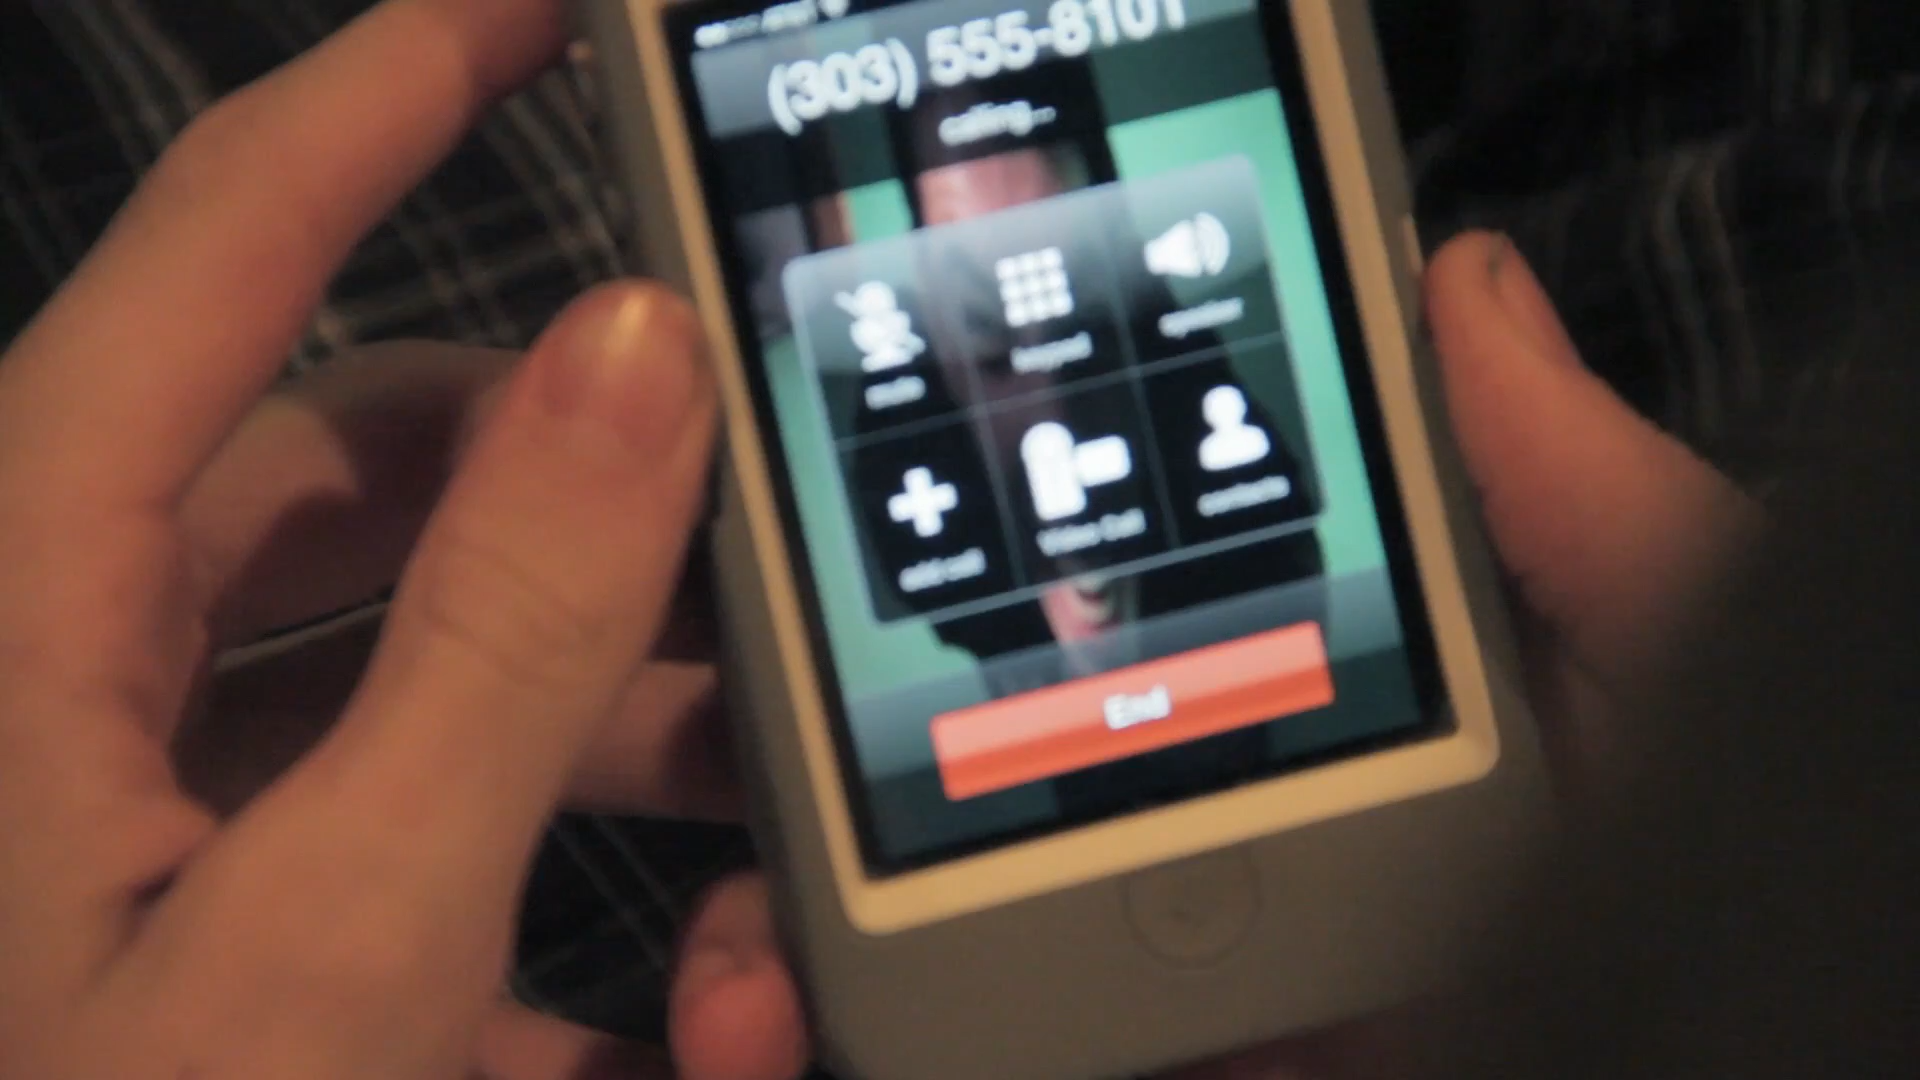 (303) 555-8101
calling...
mute
keypad
speaker
add call
Video Call
contacts
End